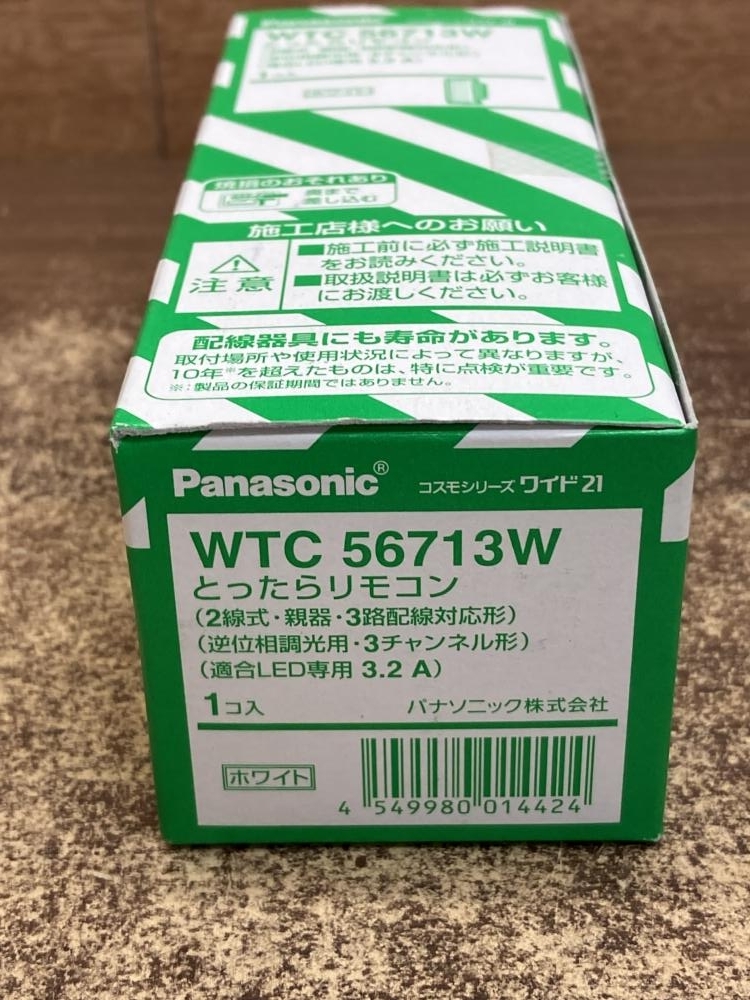 WTC 56713W
焼損のおそれあり
奥まで
差し込む
施工店様へのお願い
注意
■施工前に必ず施工説明書
をお読みください。
■取扱説明書は必ずお客様
にお渡しください。
配線器具にも寿命があります。
取付場所や使用状況によって異なりますが、
10年※を超えたものは、特に点検が重要です。
※：製品の保証期間ではありません。
Panasonic® コスモシリーズ ワイド21
WTC 56713W
とったらリモコン
（2線式・親器・3路配線対応形）
（逆位相調光用・3チャンネル形）
（適合LED専用 3.2 A）
1コ入 パナソニック株式会社
ホワイト
4 549980 014424